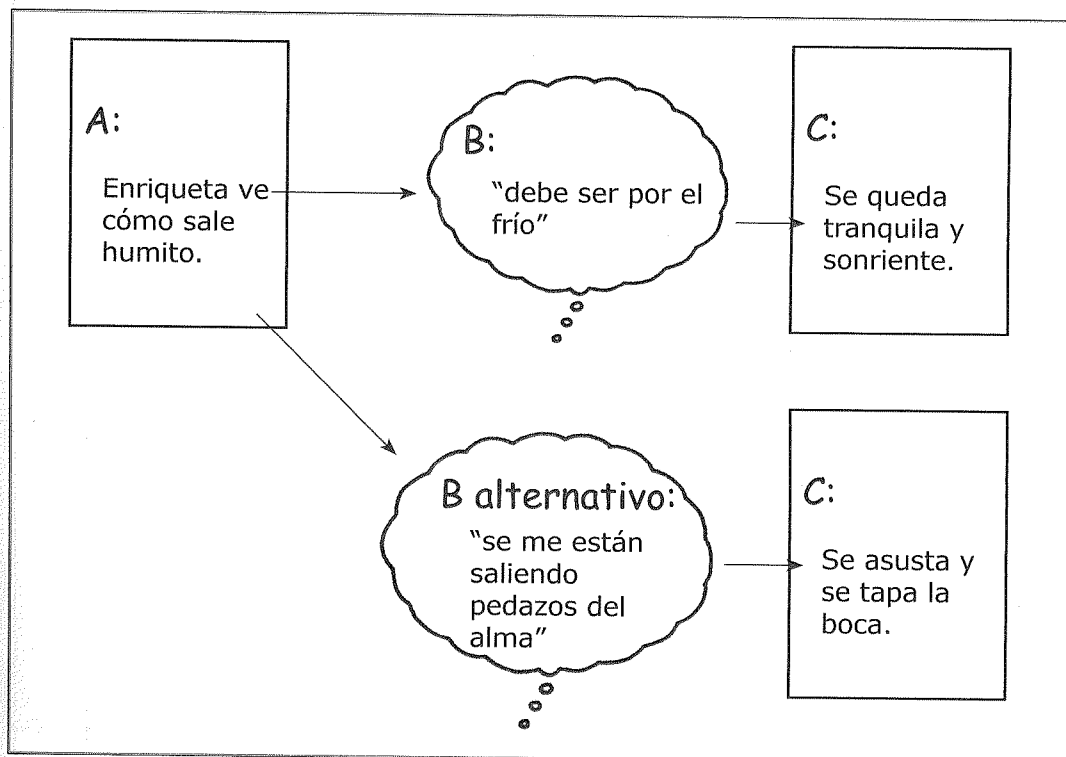 A:
Enriqueta ve
cómo sale
humito.
B:
“debe ser por el
frío”
C:
Se queda
tranquila y
sonriente.
B alternativo:
“se me están
saliendo
pedazos del
alma”
C:
Se asusta y
se tapa la
boca.